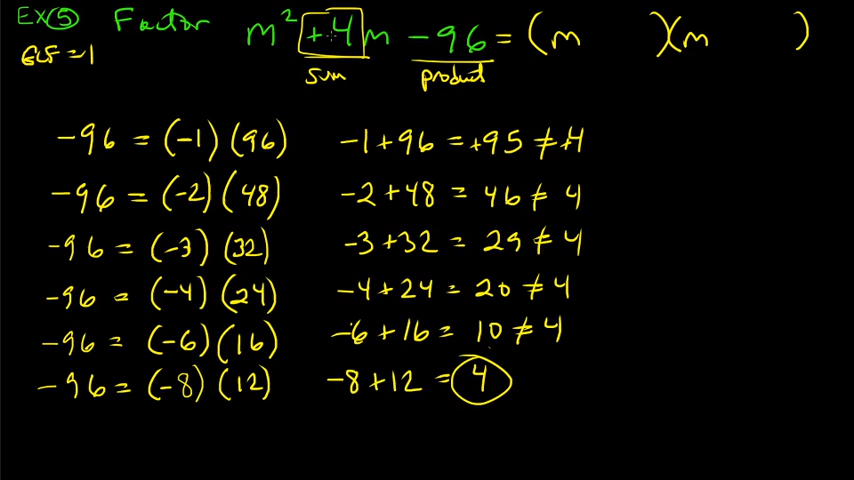 Ex⑤ Factor m² +4m -96 = (m )(m )
GCF = 1
sum product
-96 = (-1)(96) -1+96 = +95 ≠ +4
-96 = (-2)(48) -2+48 = 46 ≠ 4
-96 = (-3)(32) -3+32 = 29 ≠ 4
-96 = (-4)(24) -4+24 = 20 ≠ 4
-96 = (-6)(16) -6+16 = 10 ≠ 4
-96 = (-8)(12) -8+12 = 4